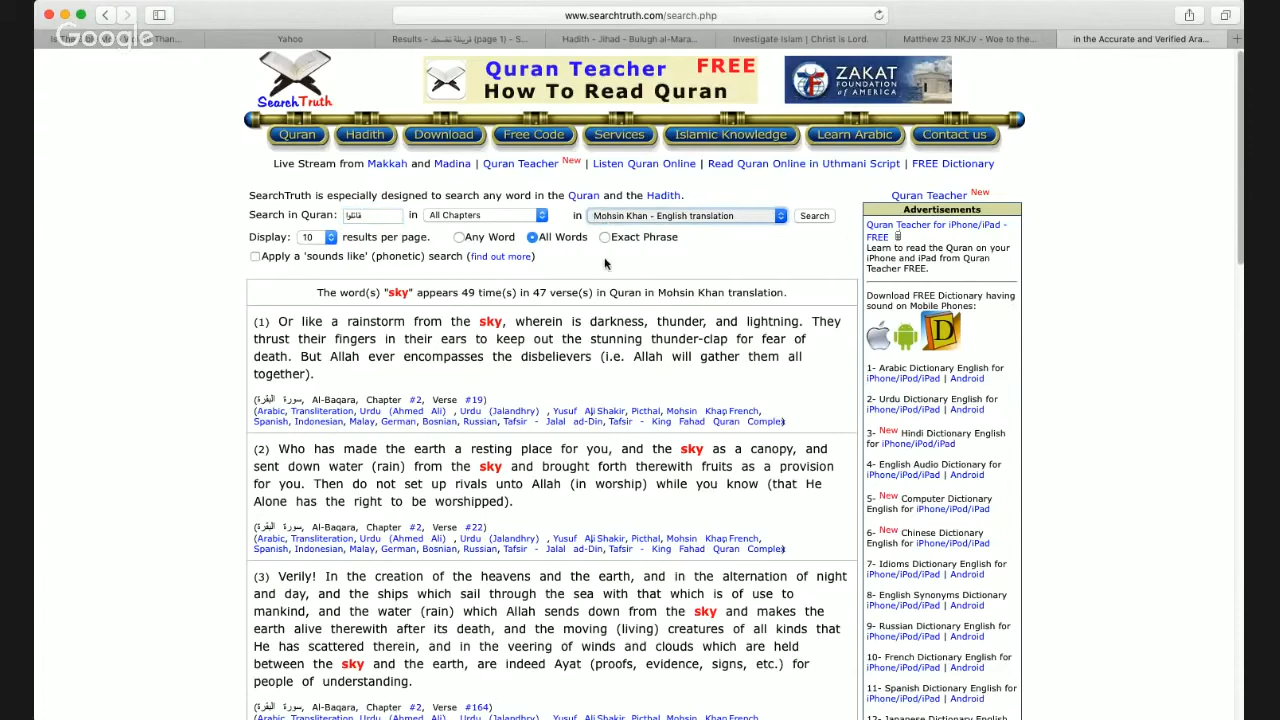 www.searchtruth.com/search.php
Google
Yahoo
Results - قريبلة نفسك (page 1) - S...
Hadith - Jihad - Bulugh al-Mara...
Investigate Islam | Christ is Lord.
Matthew 23 NKJV - Woe to the...
in the Accurate and Verified Ara...
SearchTruth
Quran Teacher FREE
How To Read Quran
ZAKAT
FOUNDATION
OF AMERICA
Quran Hadith Download Free Code Services Islamic Knowledge Learn Arabic Contact us
Live Stream from Makkah and Madina | Quran Teacher New | Listen Quran Online | Read Quran Online in Uthmani Script | FREE Dictionary
SearchTruth is especially designed to search any word in the Quran and the Hadith.
Search in Quran: قاتلوا in All Chapters in Mohsin Khan - English translation Search
Display: 10 results per page. Any Word All Words Exact Phrase
Apply a 'sounds like' (phonetic) search (find out more)
The word(s) "sky" appears 49 time(s) in 47 verse(s) in Quran in Mohsin Khan translation.
(1) Or like a rainstorm from the sky, wherein is darkness, thunder, and lightning. They
thrust their fingers in their ears to keep out the stunning thunder-clap for fear of
death. But Allah ever encompasses the disbelievers (i.e. Allah will gather them all
together).
(سورة البقرة, Al-Baqara, Chapter #2, Verse #19)
(Arabic, Transliteration, Urdu (Ahmed Ali) , Urdu (Jalandhry) , Yusuf Ali, Shakir, Picthal, Mohsin Khan, French,
Spanish, Indonesian, Malay, German, Bosnian, Russian, Tafsir - Jalal ad-Din, Tafsir - King Fahad Quran Complex)
(2) Who has made the earth a resting place for you, and the sky as a canopy, and
sent down water (rain) from the sky and brought forth therewith fruits as a provision
for you. Then do not set up rivals unto Allah (in worship) while you know (that He
Alone has the right to be worshipped).
(سورة البقرة, Al-Baqara, Chapter #2, Verse #22)
(Arabic, Transliteration, Urdu (Ahmed Ali) , Urdu (Jalandhry) , Yusuf Ali, Shakir, Picthal, Mohsin Khan, French,
Spanish, Indonesian, Malay, German, Bosnian, Russian, Tafsir - Jalal ad-Din, Tafsir - King Fahad Quran Complex)
(3) Verily! In the creation of the heavens and the earth, and in the alternation of night
and day, and the ships which sail through the sea with that which is of use to
mankind, and the water (rain) which Allah sends down from the sky and makes the
earth alive therewith after its death, and the moving (living) creatures of all kinds that
He has scattered therein, and in the veering of winds and clouds which are held
between the sky and the earth, are indeed Ayat (proofs, evidence, signs, etc.) for
people of understanding.
(سورة البقرة, Al-Baqara, Chapter #2, Verse #164)
Quran Teacher New
Advertisements
Quran Teacher for iPhone/iPad -
FREE
Learn to read the Quran on your
iPhone and iPad from Quran
Teacher FREE.
Download FREE Dictionary having
sound on Mobile Phones:
D
1- Arabic Dictionary English for
iPhone/iPod/iPad | Android
2- Urdu Dictionary English for
iPhone/iPod/iPad | Android
3- New Hindi Dictionary English
for iPhone/iPod/iPad
4- English Audio Dictionary for
iPhone/iPod/iPad | Android
5- New Computer Dictionary
English for iPhone/iPod/iPad
6- New Chinese Dictionary
English for iPhone/iPod/iPad
7- Idioms Dictionary English for
iPhone/iPod/iPad | Android
8- English Synonyms Dictionary
iPhone/iPod/iPad | Android
9- Russian Dictionary English for
iPhone/iPod/iPad | Android
10- French Dictionary English for
iPhone/iPod/iPad | Android
11- Spanish Dictionary English for
iPhone/iPod/iPad | Android